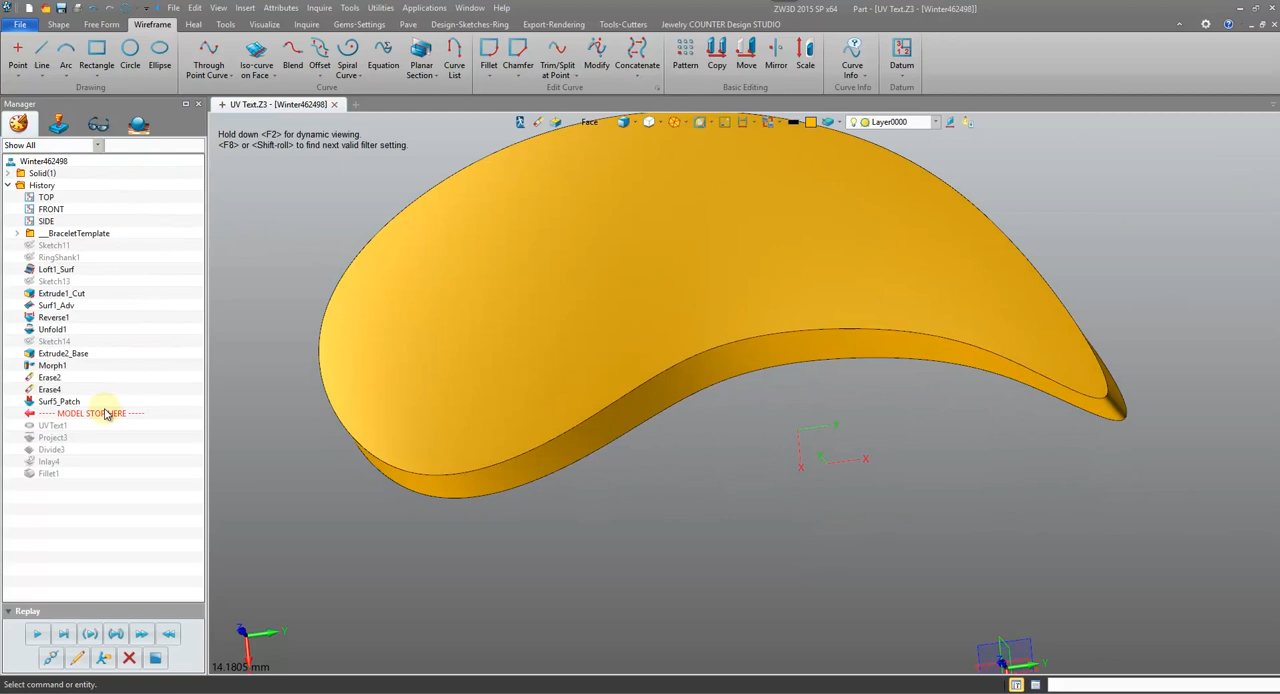 File Edit View Insert Attributes Inquire Tools Utilities Applications Window Help
ZW3D 2015 SP x64 Part - [UV Text.Z3 - [Winter462498]]
File Shape Free Form Wireframe Heal Tools Visualize Inquire Gems-Settings Pave Design-Sketches-Ring Export-Rendering Tools-Cutters Jewelry COUNTER Design STUDIO
Point Line Arc Rectangle Circle Ellipse Through Point Curve Iso-curve on Face Blend Offset Spiral Curve Equation Planar Section Curve List Fillet Chamfer Trim/Split at Point Modify Concatenate Pattern Copy Move Mirror Scale Curve Info Datum
Drawing Curve Edit Curve Basic Editing Curve Info Datum
Manager
UV Text.Z3 - [Winter462498]
Face
Layer0000
Hold down <F2> for dynamic viewing.
<F8> or <Shift-roll> to find next valid filter setting.
Show All
Winter462498
Solid(1)
History
TOP
FRONT
SIDE
__BraceletTemplate
Sketch11
RingShank1
Loft1_Surf
Sketch13
Extrude1_Cut
Surf1_Adv
Reverse1
Unfold1
Sketch14
Extrude2_Base
Morph1
Erase2
Erase4
Surf5_Patch
----- MODEL STOP HERE -----
UVText1
Project3
Divide3
Inlay4
Fillet1
Y
X
Y
X
Replay
Z
Y
Y
14.1805 mm
Select command or entity.